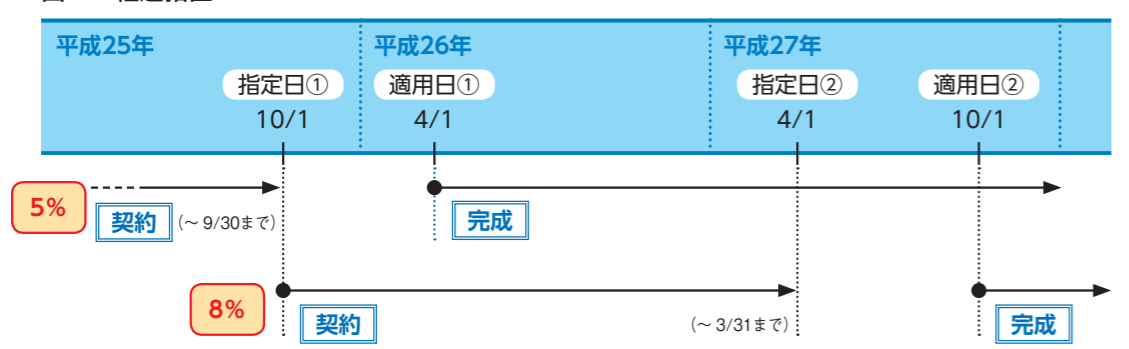 平成25年 平成26年 平成27年
指定日① 適用日① 指定日② 適用日②
10/1 4/1 4/1 10/1
5% 契約 (～9/30まで) 完成
8% 契約 (～3/31まで) 完成